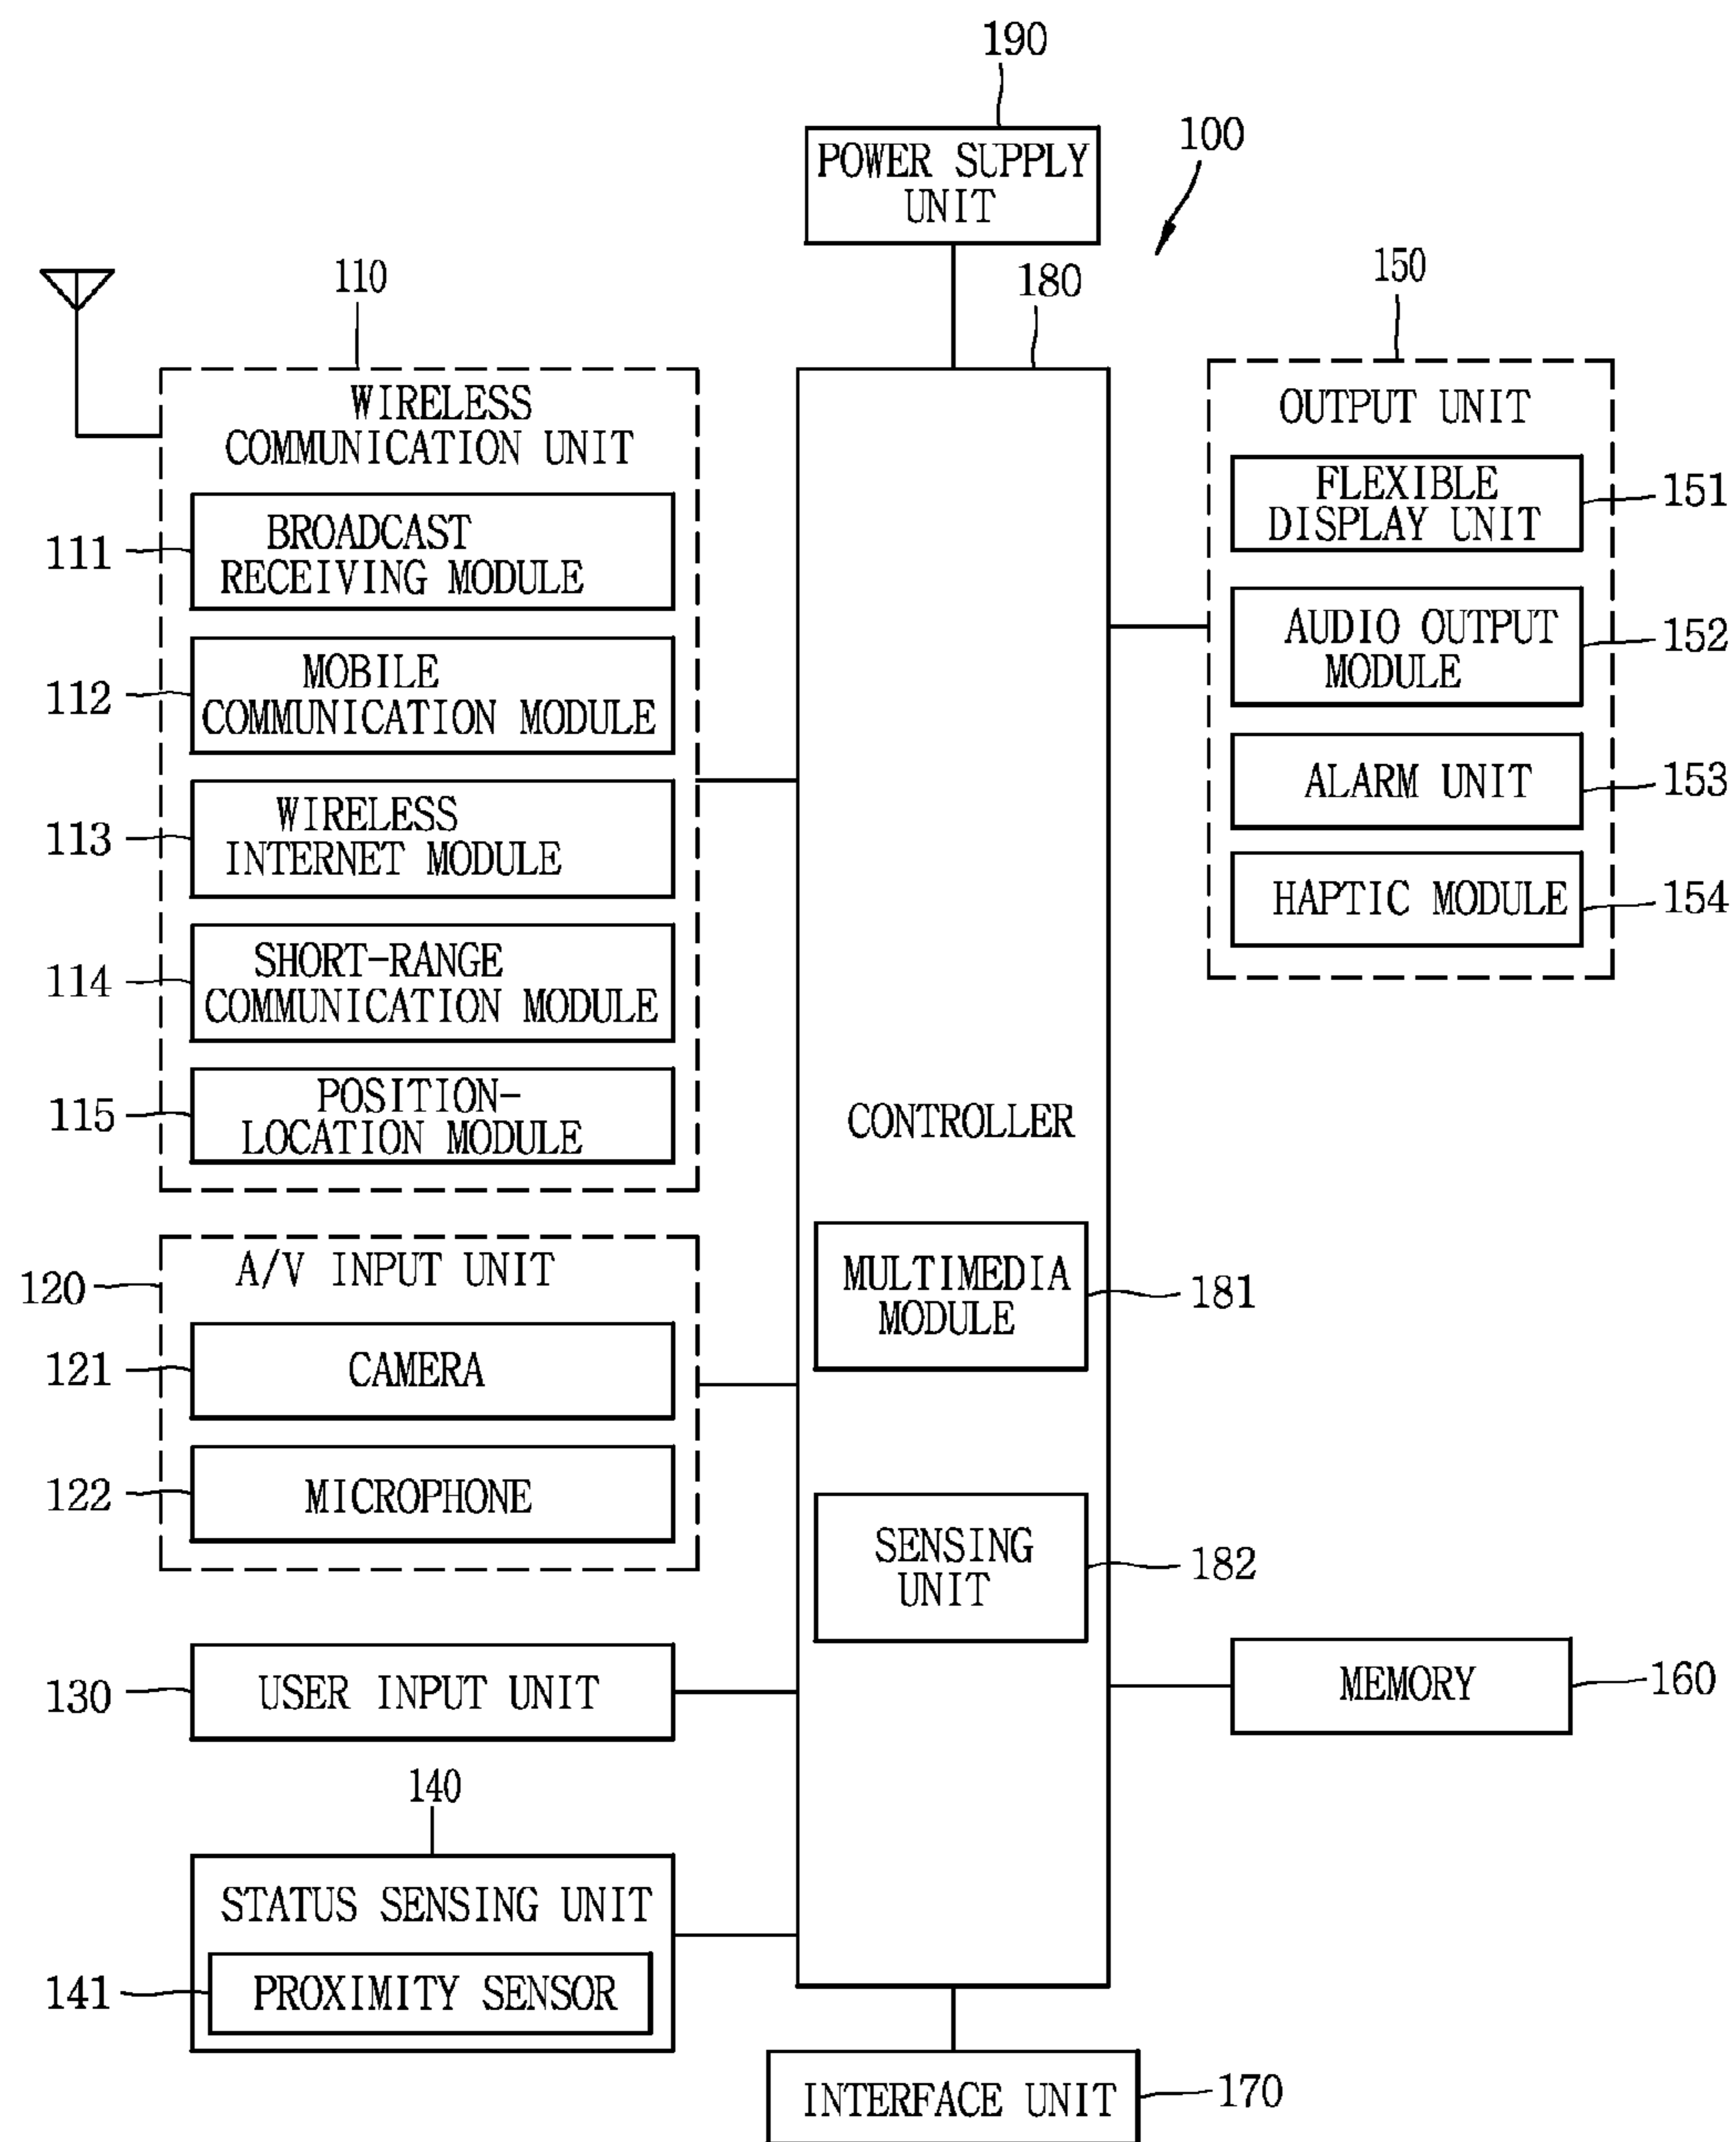 190
100
POWER SUPPLY
UNIT
110
180
150
WIRELESS
COMMUNICATION UNIT
111
BROADCAST
RECEIVING MODULE
112
MOBILE
COMMUNICATION MODULE
113
WIRELESS
INTERNET MODULE
114
SHORT-RANGE
COMMUNICATION MODULE
115
POSITION-
LOCATION MODULE
OUTPUT UNIT
FLEXIBLE
DISPLAY UNIT
151
AUDIO OUTPUT
MODULE
152
ALARM UNIT
153
HAPTIC MODULE
154
CONTROLLER
MULTIMEDIA
MODULE
181
SENSING
UNIT
182
120
A/V INPUT UNIT
121
CAMERA
122
MICROPHONE
130
USER INPUT UNIT
MEMORY
160
140
STATUS SENSING UNIT
141
PROXIMITY SENSOR
INTERFACE UNIT
170